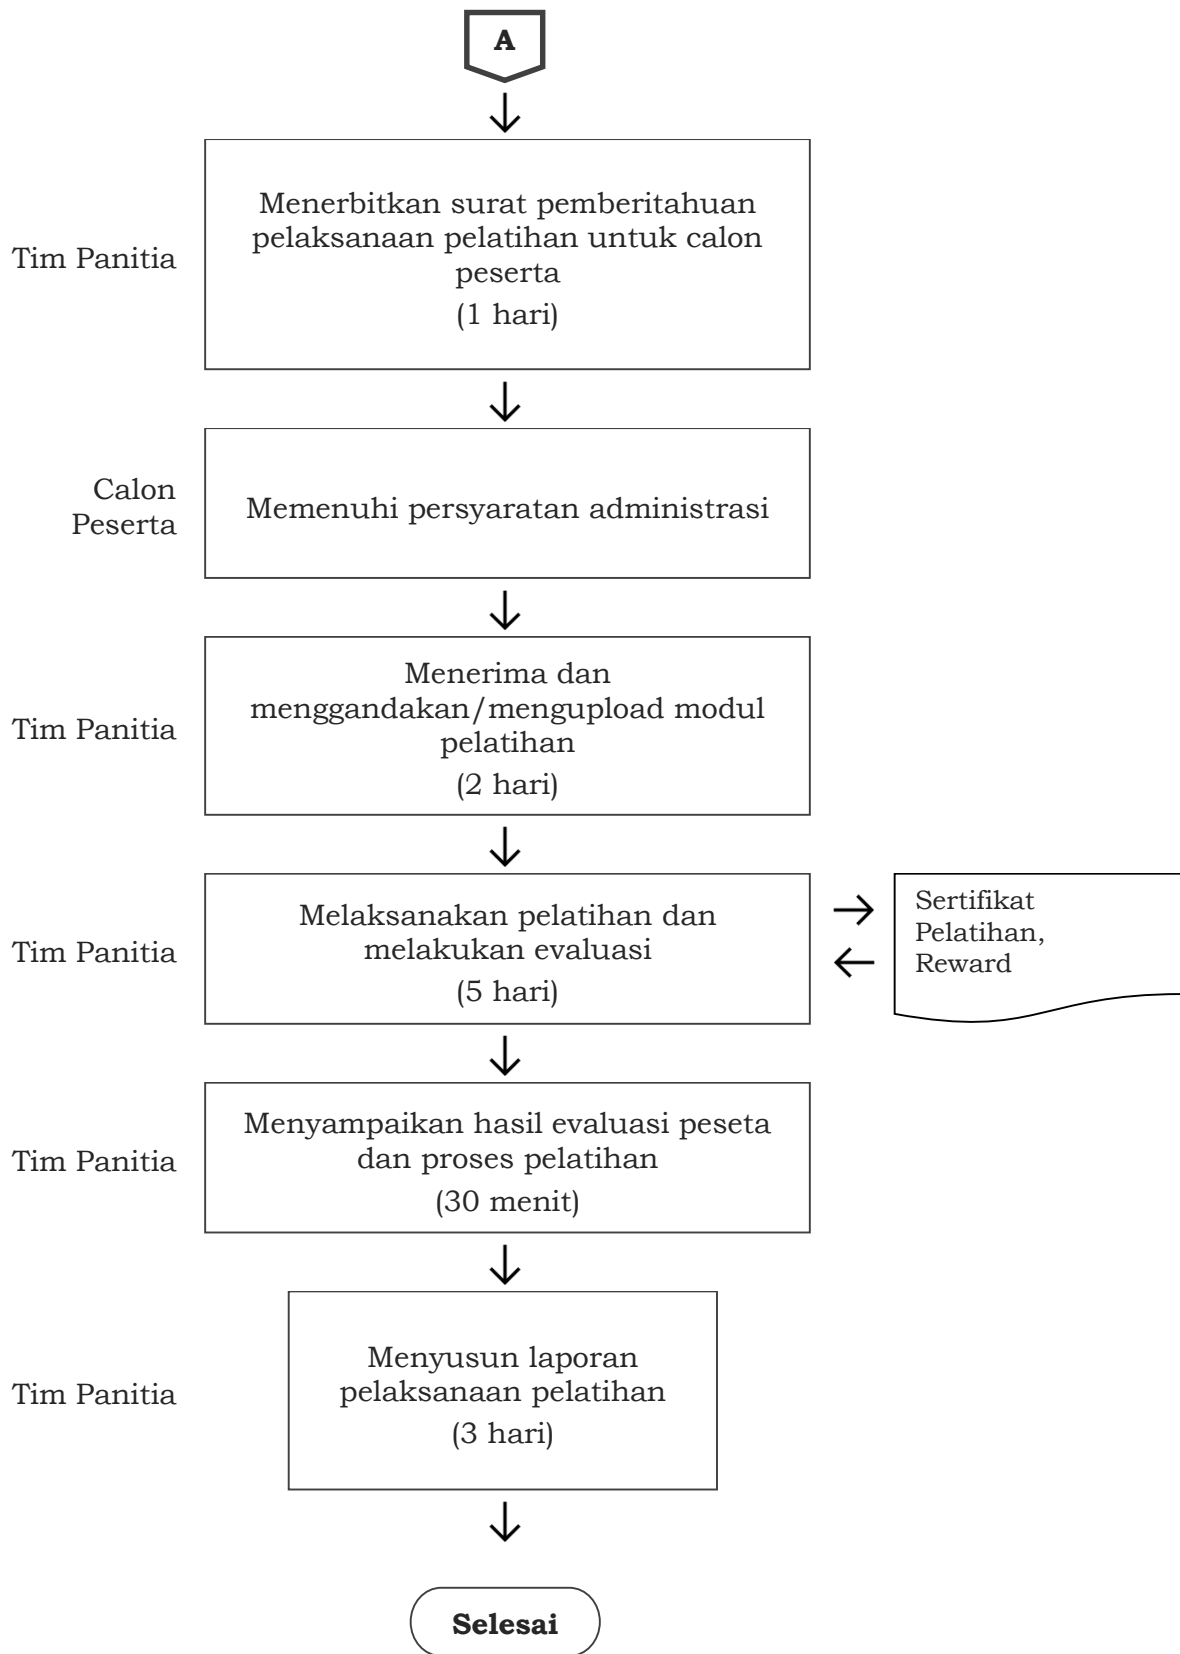 A
Menerbitkan surat pemberitahuan
pelaksanaan pelatihan untuk calon
peserta
(1 hari)
Tim Panitia
Calon
Peserta
Memenuhi persyaratan administrasi
Menerima dan
menggandakan/mengupload modul
pelatihan
(2 hari)
Tim Panitia
Melaksanakan pelatihan dan
melakukan evaluasi
(5 hari)
Tim Panitia
Sertifikat
Pelatihan,
Reward
Menyampaikan hasil evaluasi peseta
dan proses pelatihan
(30 menit)
Tim Panitia
Menyusun laporan
pelaksanaan pelatihan
(3 hari)
Tim Panitia
Selesai